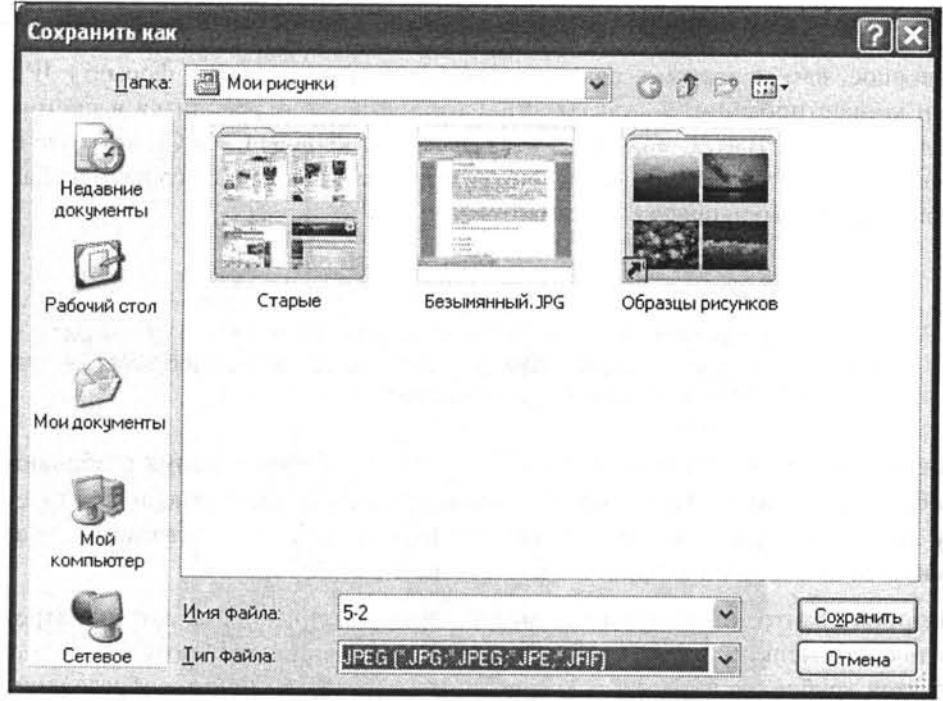 Сохранить как
Папка: Мои рисунки
Недавние
документы
Рабочий стол
Мои документы
Мой
компьютер
Сетевое
Старые
Безымянный.JPG
Образцы рисунков
Имя файла: 5-2
Сохранить
Тип файла: JPEG (*.JPG;*.JPEG;*.JPE;*.JFIF)
Отмена